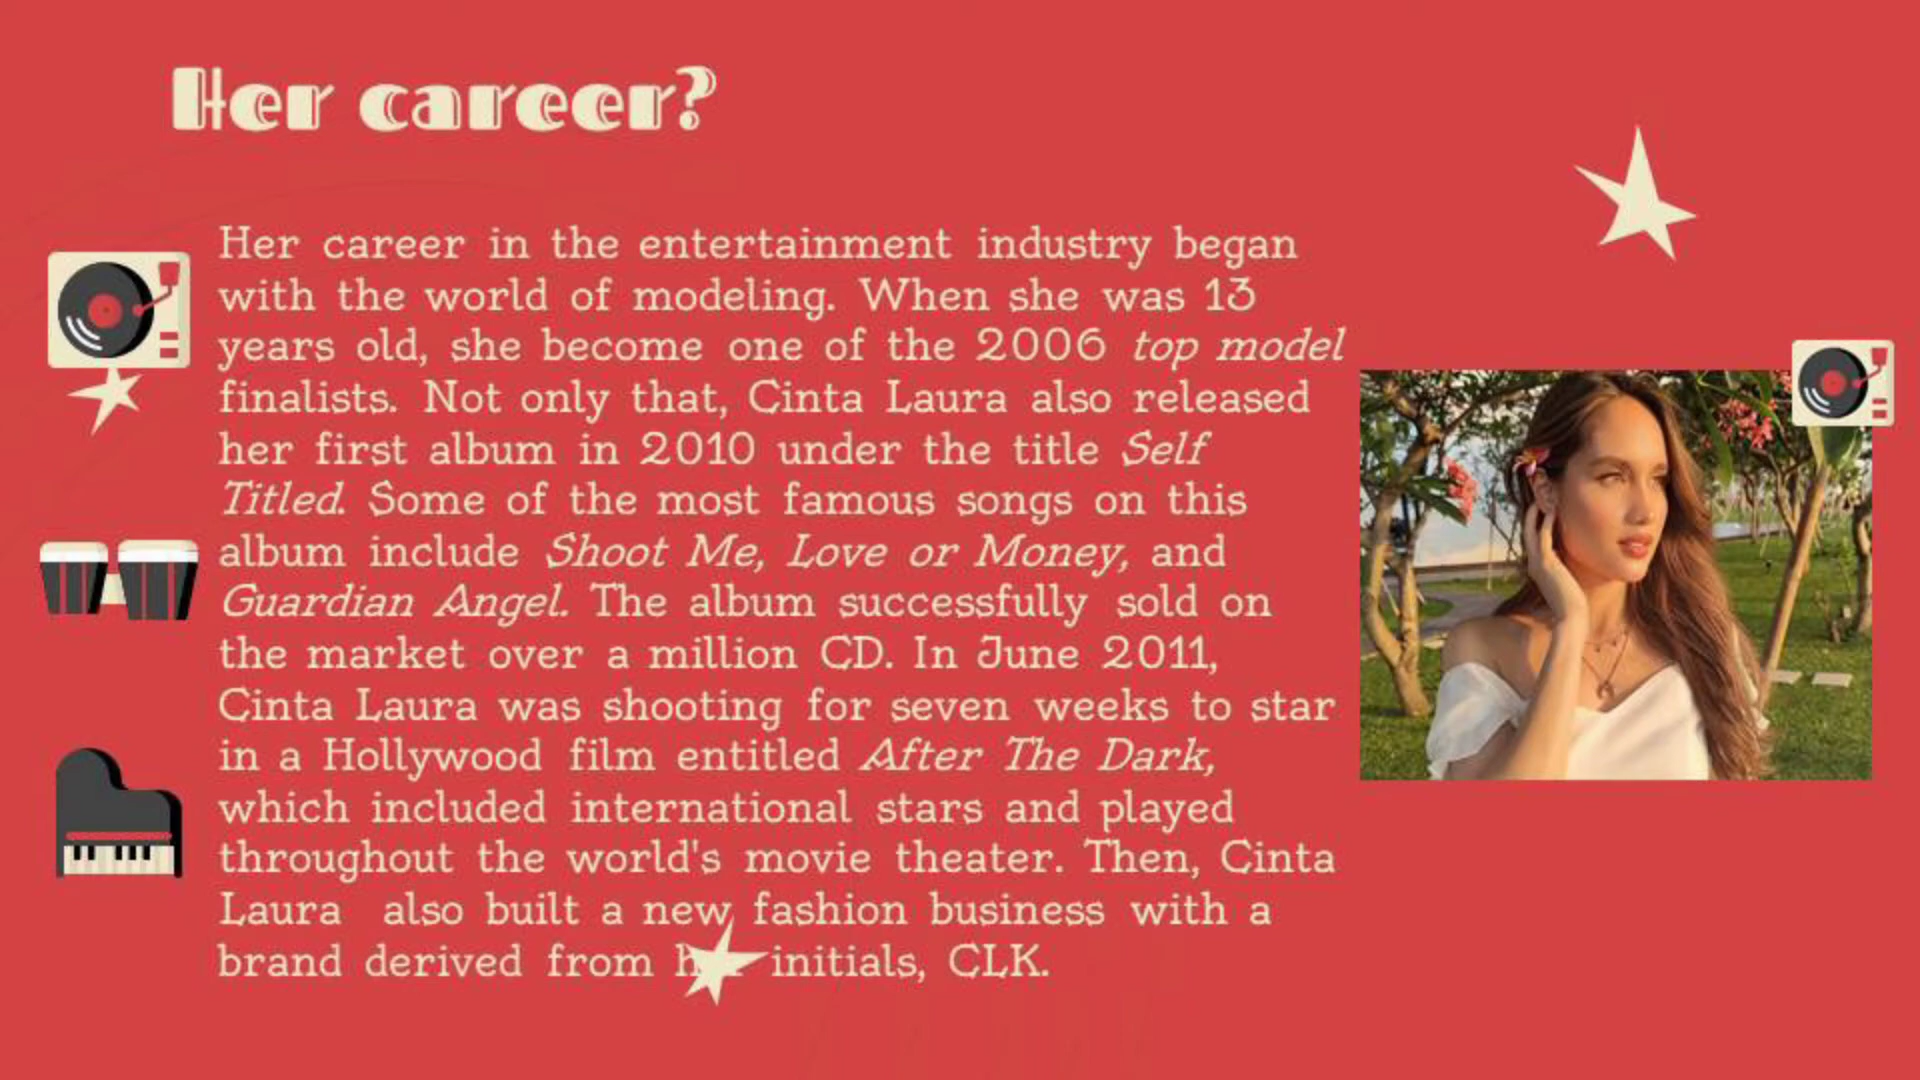 Her career?
Her career in the entertainment industry began
with the world of modeling. When she was 13
years old, she become one of the 2006 top model
finalists. Not only that, Cinta Laura also released
her first album in 2010 under the title Self
Titled. Some of the most famous songs on this
album include Shoot Me, Love or Money, and
Guardian Angel. The album successfully sold on
the market over a million CD. In June 2011,
Cinta Laura was shooting for seven weeks to star
in a Hollywood film entitled After The Dark,
which included international stars and played
throughout the world's movie theater. Then, Cinta
Laura also built a new fashion business with a
brand derived from initials, CLK.